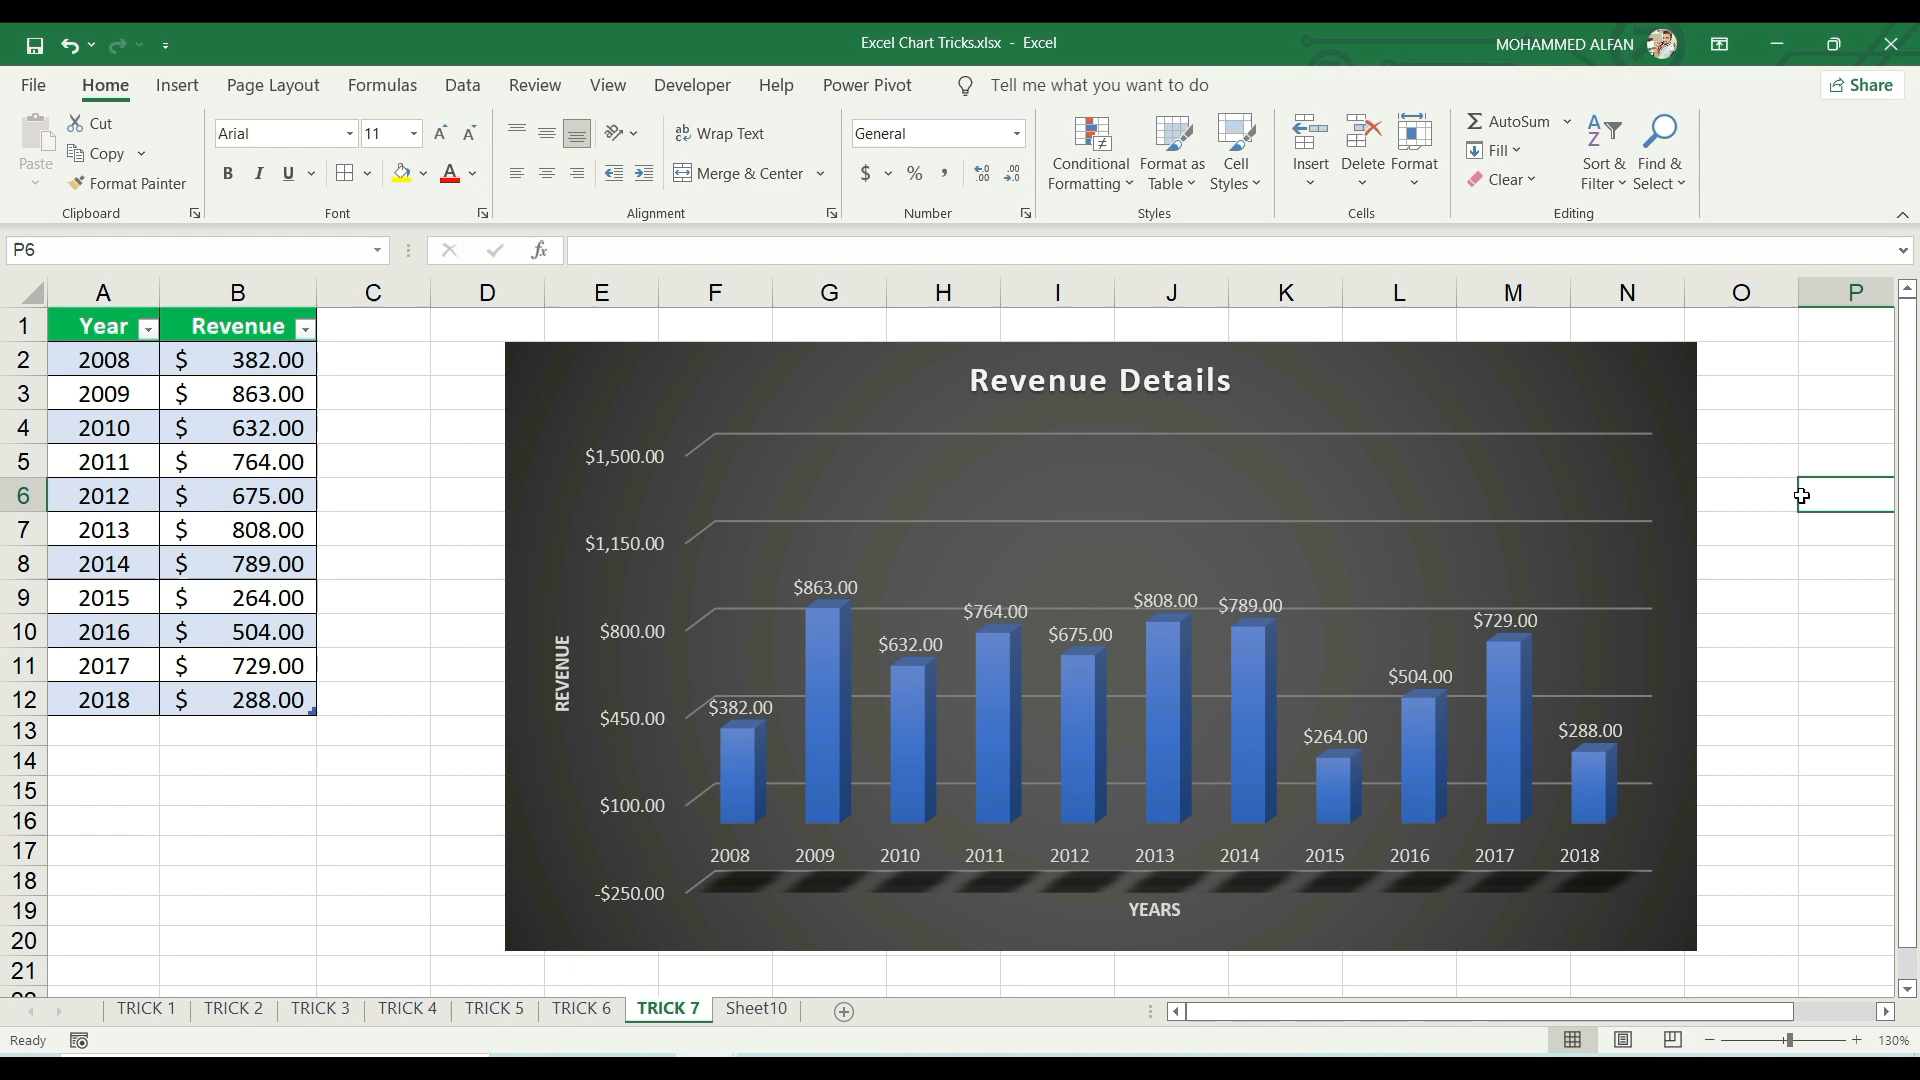 Excel Chart Tricks.xlsx - Excel
MOHAMMED ALFAN
File Home Insert Page Layout Formulas Data Review View Developer Help Power Pivot Tell me what you want to do
Share
Paste
Cut
Copy
Format Painter
Clipboard
Arial 11
B I U
Font
Wrap Text
Merge & Center
Alignment
General
$ % ,
Number
Conditional Formatting
Format as Table
Cell Styles
Styles
Insert Delete Format
Cells
AutoSum
Fill
Clear
Sort & Filter
Find & Select
Editing
P6 fx
A B C D E F G H I J K L M N O P
1 Year Revenue
2 2008 $ 382.00
3 2009 $ 863.00
4 2010 $ 632.00
5 2011 $ 764.00
6 2012 $ 675.00
7 2013 $ 808.00
8 2014 $ 789.00
9 2015 $ 264.00
10 2016 $ 504.00
11 2017 $ 729.00
12 2018 $ 288.00
13
14
15
16
17
18
19
20
21
Revenue Details
$1,500.00
$1,150.00
$800.00
$450.00
$100.00
-$250.00
REVENUE
$382.00 $863.00 $632.00 $764.00 $675.00 $808.00 $789.00 $264.00 $504.00 $729.00 $288.00
2008 2009 2010 2011 2012 2013 2014 2015 2016 2017 2018
YEARS
TRICK 1 TRICK 2 TRICK 3 TRICK 4 TRICK 5 TRICK 6 TRICK 7 Sheet10
Ready
130%